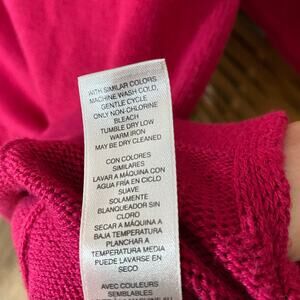 WITH SIMILAR COLORS
MACHINE WASH COLD,
GENTLE CYCLE
ONLY NON-CHLORINE
BLEACH
TUMBLE DRY LOW
WARM IRON
MAY BE DRY CLEANED
CON COLORES
SIMILARES
LAVAR A MÁQUINA CON
AGUA FRÍA EN CICLO
SUAVE
SOLAMENTE
BLANQUEADOR SIN
CLORO
SECAR A MÁQUINA A
BAJA TEMPERATURA
PLANCHAR A
TEMPERATURA MEDIA
PUEDE LAVARSE EN
SECO
AVEC COULEURS
SEMBLABLES